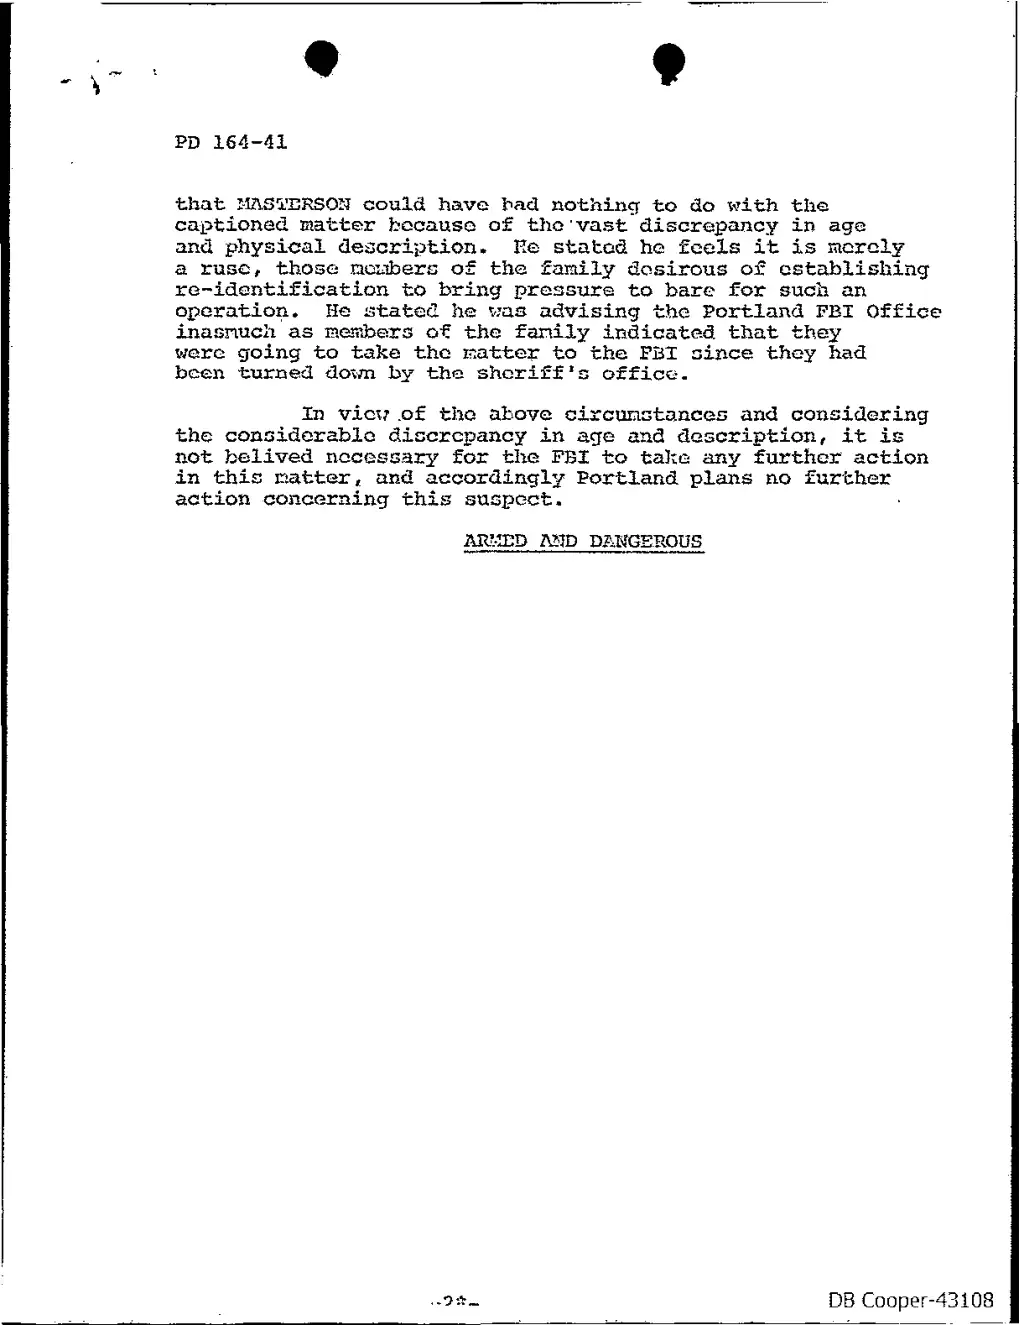 PD 164-41
that MASTERSON could have had nothing to do with the
captioned matter because of the vast discrepancy in age
and physical description. He stated he feels it is merely
a ruse, those members of the family desirous of establishing
re-identification to bring pressure to bare for such an
operation. He stated he was advising the Portland FBI Office
inasmuch as members of the family indicated that they
were going to take the matter to the FBI since they had
been turned down by the sheriff's office.
In view of the above circumstances and considering
the considerable discrepancy in age and description, it is
not belived necessary for the FBI to take any further action
in this matter, and accordingly Portland plans no further
action concerning this suspect.
ARMED AND DANGEROUS
-2*-
DB Cooper-43108